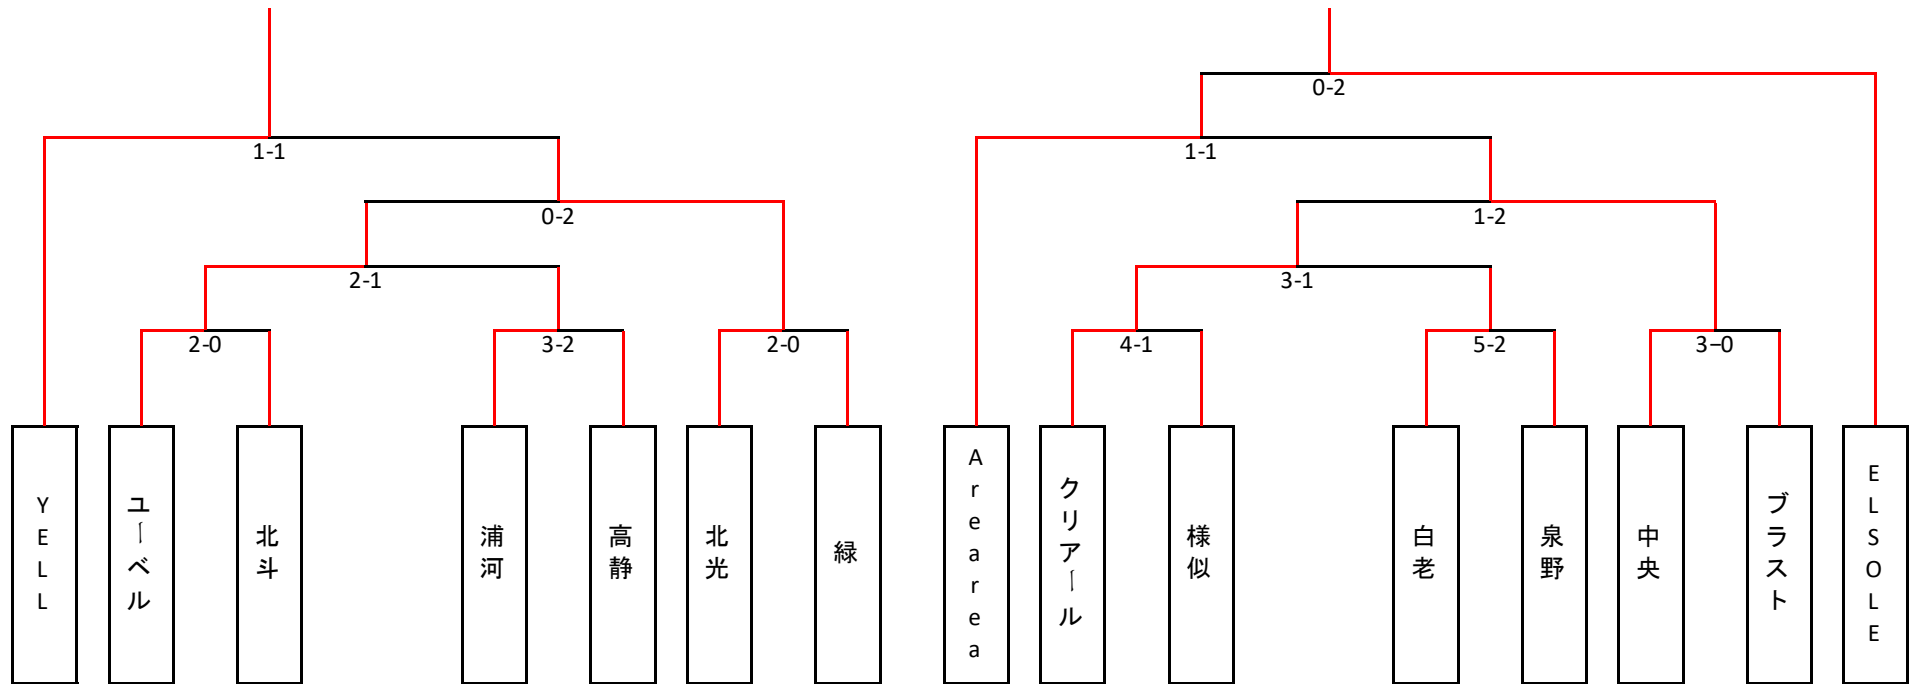 0-2
1-1
1-1
0-2
1-2
2-1
3-1
2-0
3-2
2-0
4-1
5-2
3−0
YELL
ユーベル
北斗
浦河
高静
北光
緑
Arearea
クリアール
様似
白老
泉野
中央
ブラスト
ELSOLE